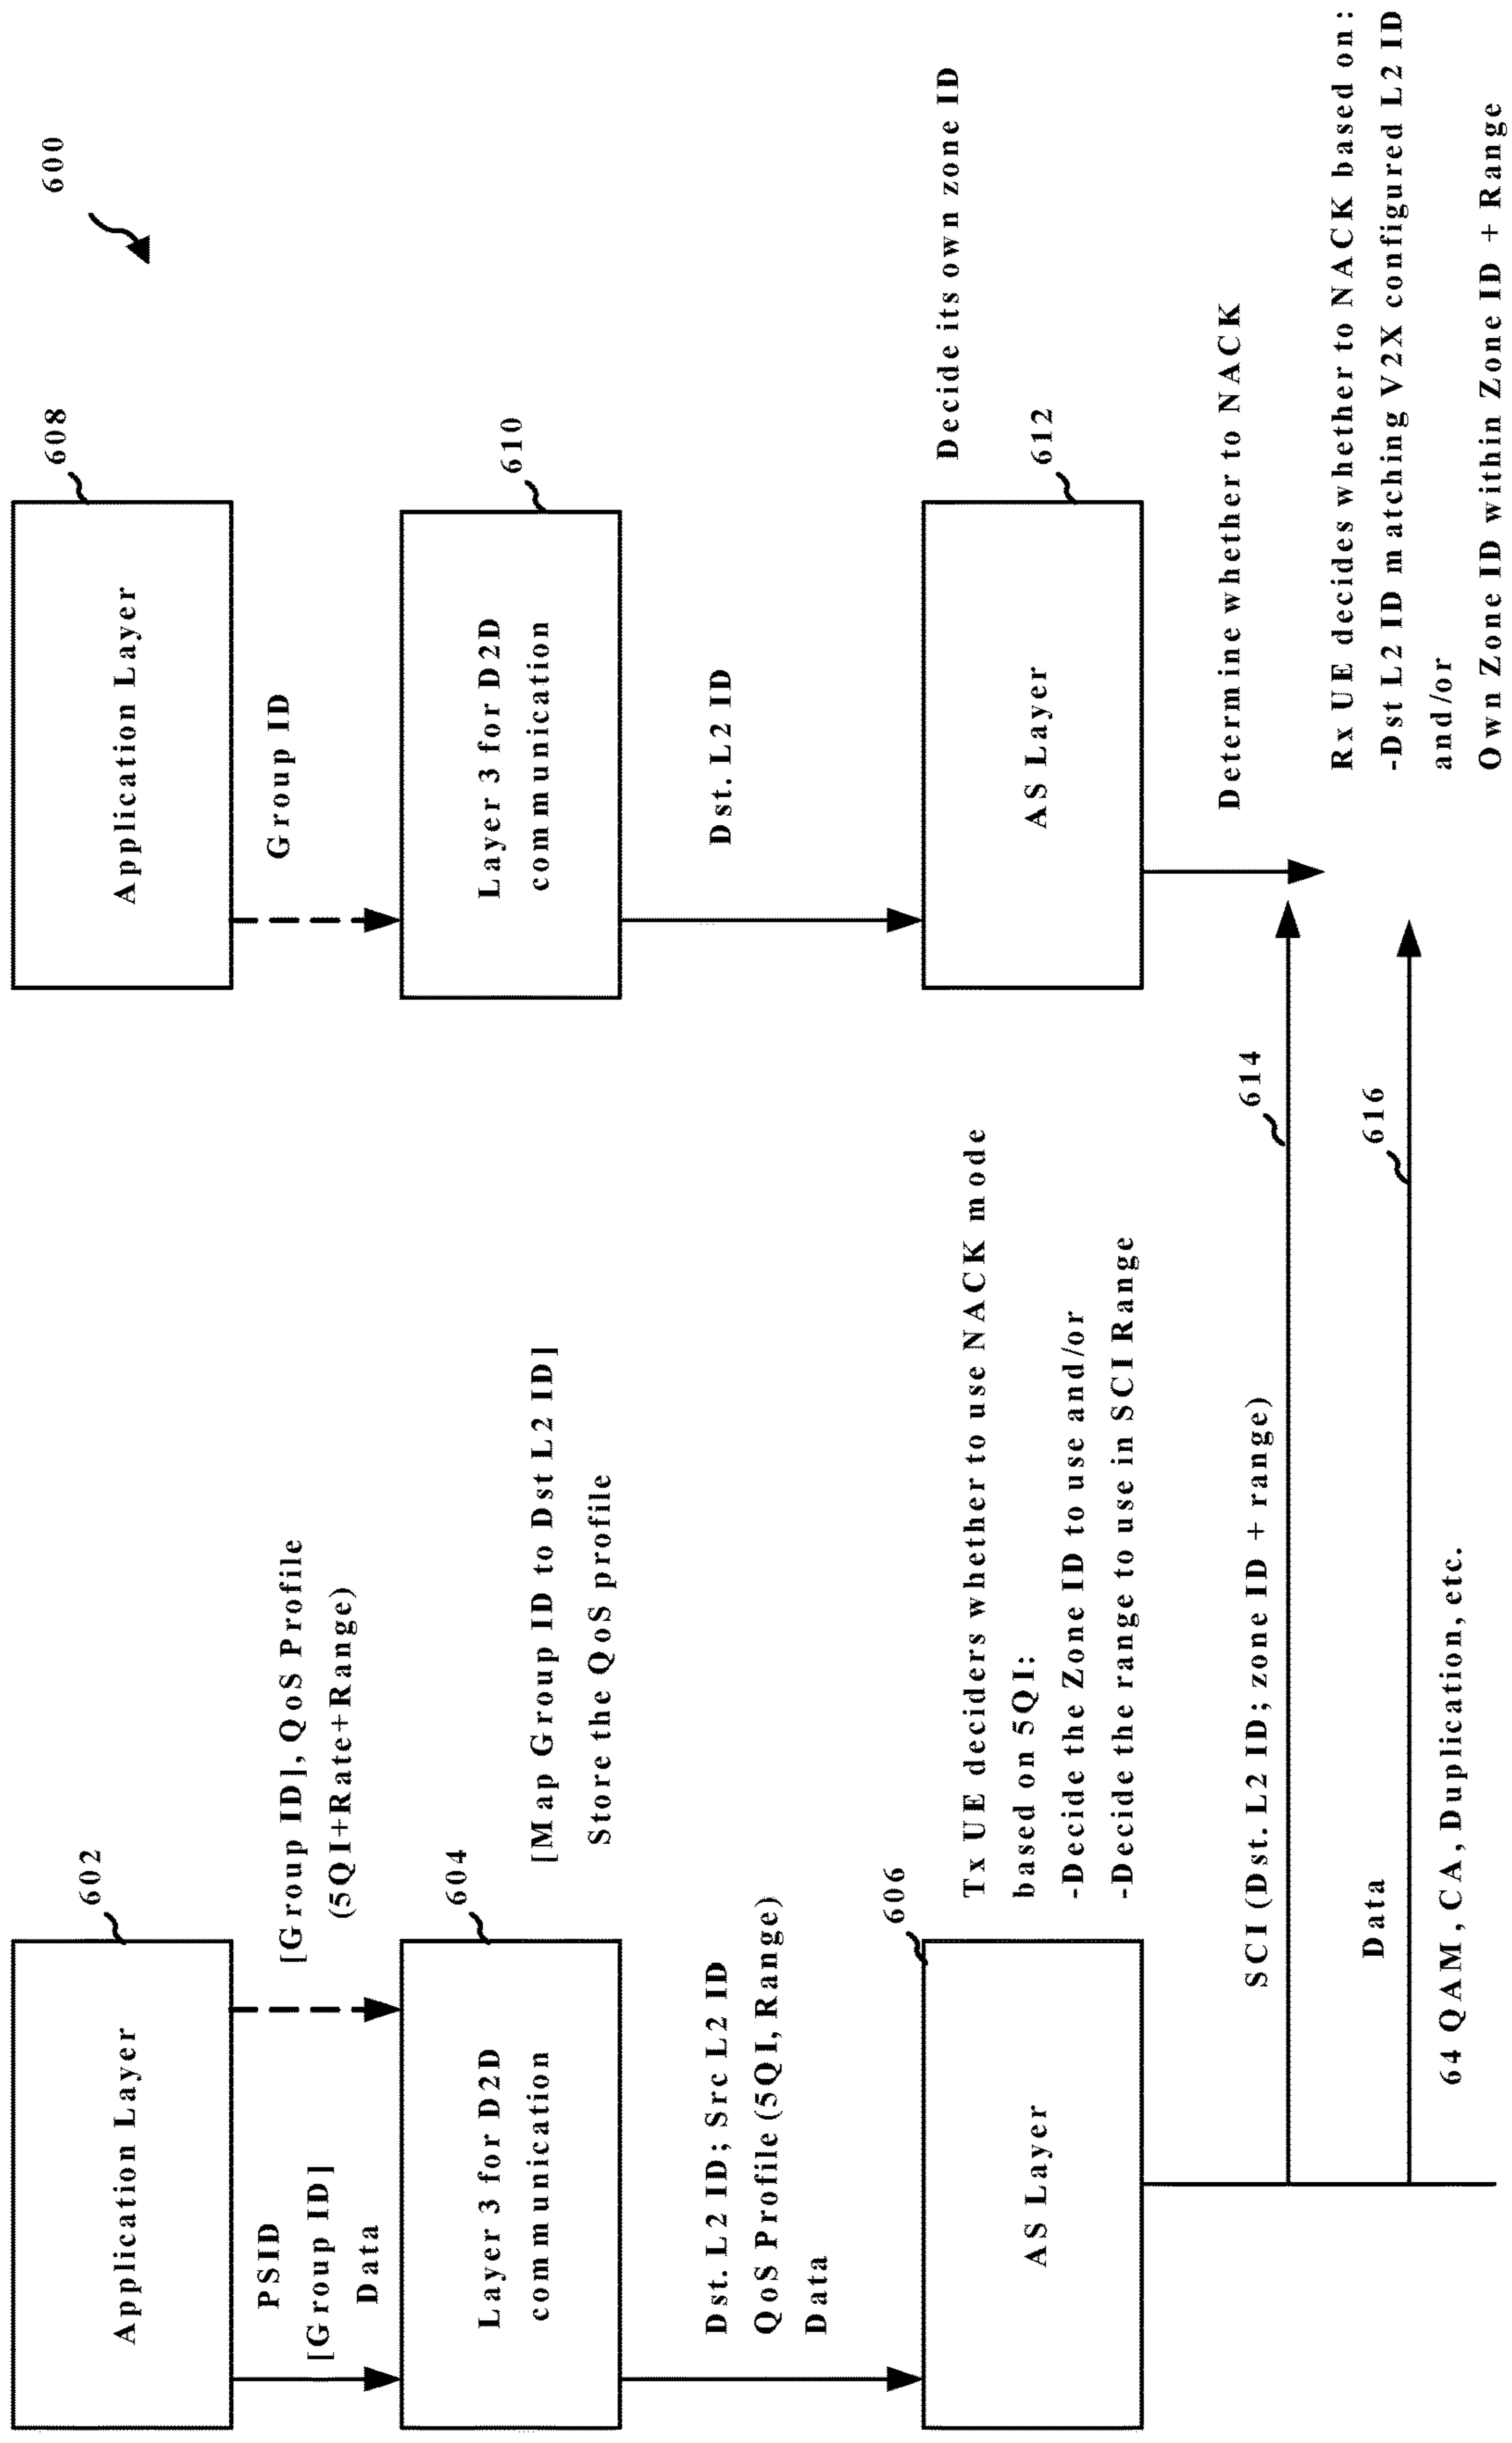 600
602
Application Layer
PSID
[Group ID]
Data
[Group ID], QoS Profile
(5QI+Rate+Range)
604
Layer 3 for D2D
communication
[Map Group ID to Dst L2 ID]
Store the QoS profile
Dst. L2 ID; Src L2 ID
QoS Profile (5QI, Range)
Data
606
AS Layer
Tx UE deciders whether to use NACK mode
based on 5QI:
-Decide the Zone ID to use and/or
-Decide the range to use in SCI Range
608
Application Layer
Group ID
610
Layer 3 for D2D
communication
Dst. L2 ID
Decide its own zone ID
612
AS Layer
Determine whether to NACK
SCI (Dst. L2 ID; zone ID + range)
614
Data
616
64 QAM, CA, Duplication, etc.
Rx UE decides whether to NACK based on:
-Dst L2 ID matching V2X configured L2 ID
and/or
Own Zone ID within Zone ID + Range